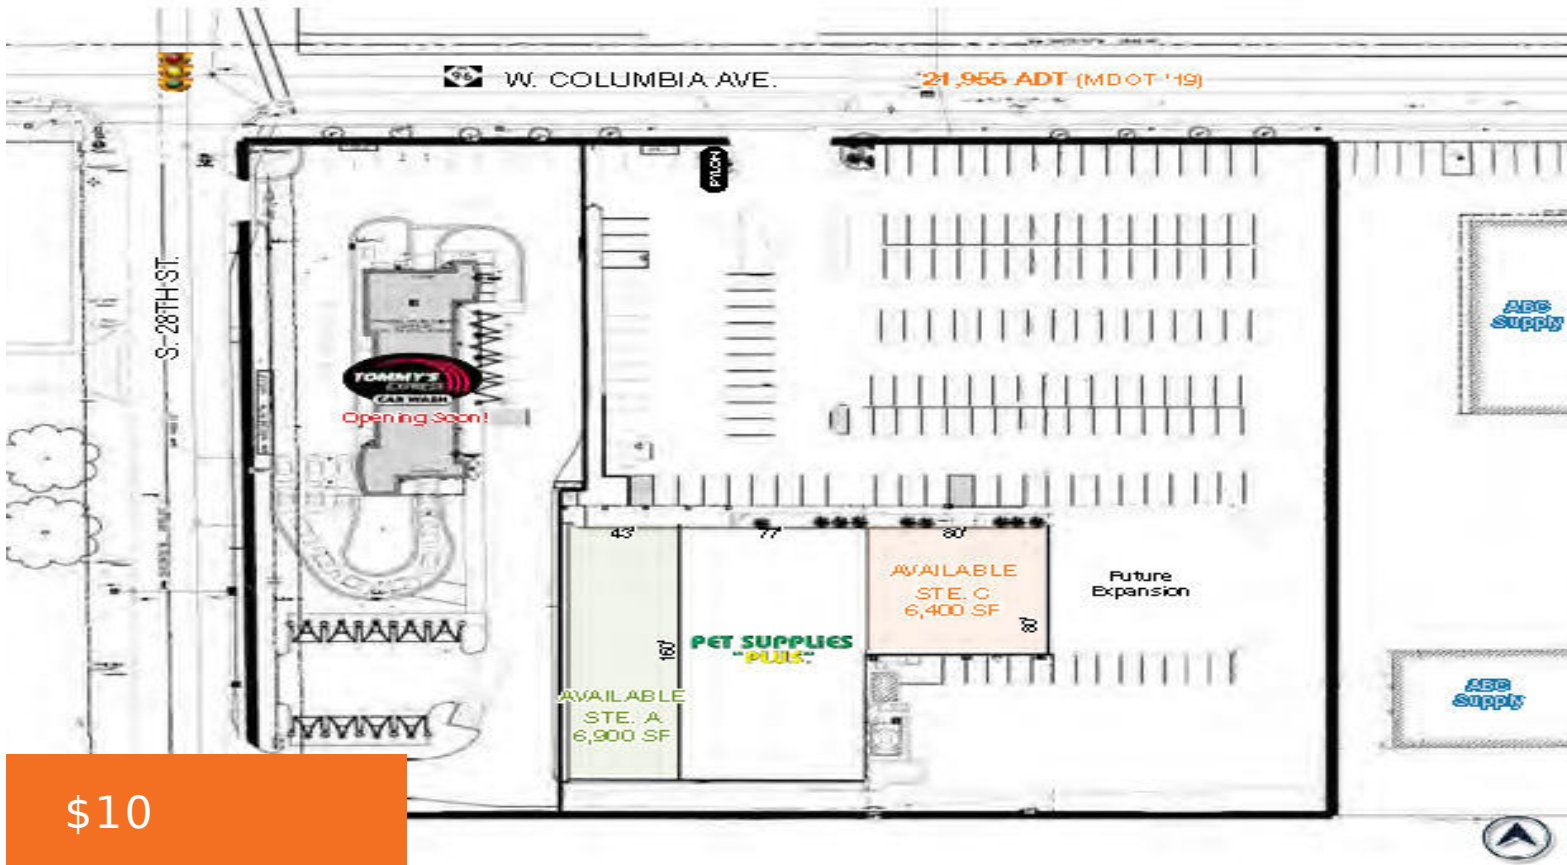 96 W. COLUMBIA AVE.
21,955 ADT (MDOT '19)
PYLON
S. 28TH ST.
ABC
Supply
TOMMY'S
EXPRESS
CAR WASH
Opening Soon!
43'
77'
80'
AVAILABLE
STE. C
6,400 SF
80'
Future
Expansion
160'
PET SUPPLIES
"PLUS"
AVAILABLE
STE. A
6,900 SF
ABC
Supply
$10